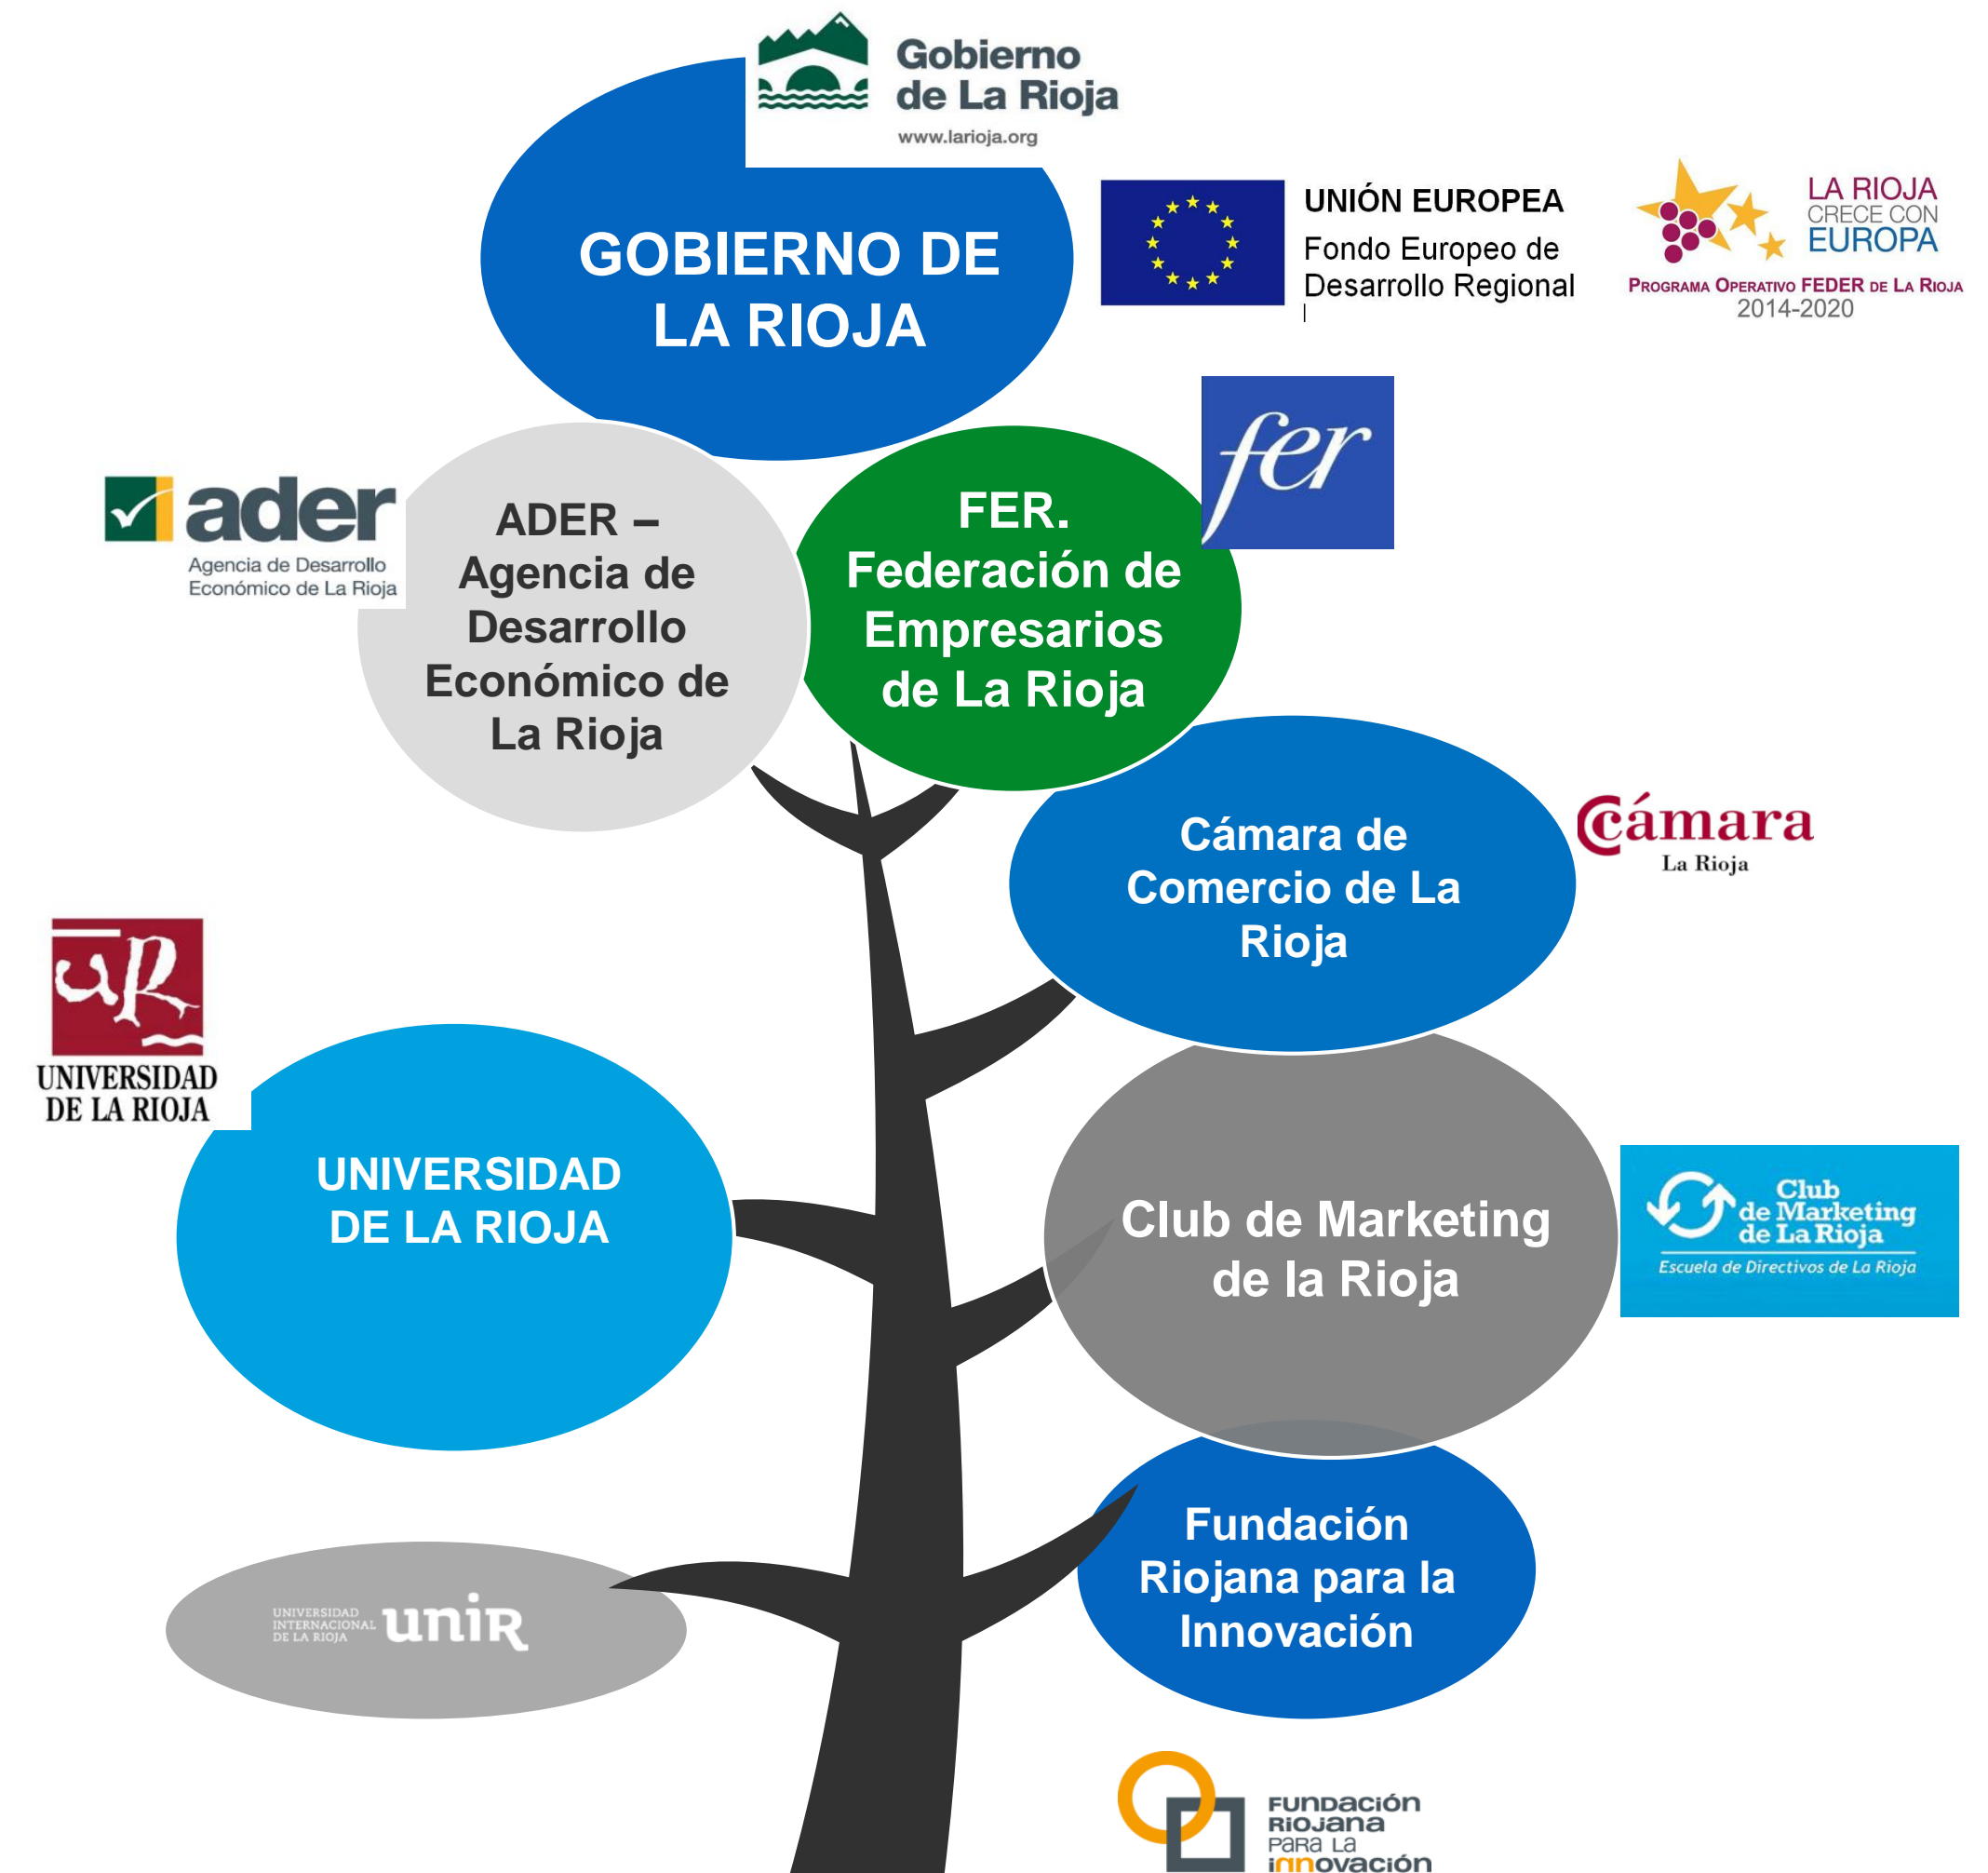 Gobierno
de La Rioja
www.larioja.org
GOBIERNO DE
LA RIOJA
UNIÓN EUROPEA
Fondo Europeo de
Desarrollo Regional
LA RIOJA
CRECE CON
EUROPA
PROGRAMA OPERATIVO FEDER DE LA RIOJA
2014-2020
ader
Agencia de Desarrollo
Económico de La Rioja
ADER –
Agencia de
Desarrollo
Económico de
La Rioja
FER.
Federación de
Empresarios
de La Rioja
fer
Cámara de
Comercio de La
Rioja
Cámara
La Rioja
UR
UNIVERSIDAD
DE LA RIOJA
UNIVERSIDAD
DE LA RIOJA
Club de Marketing
de la Rioja
Club
de Marketing
de La Rioja
Escuela de Directivos de La Rioja
Fundación
Riojana para la
Innovación
UNIVERSIDAD
INTERNACIONAL
DE LA RIOJA
uniR
FUNDACIÓN
RIOJANA
PARA LA
innovación